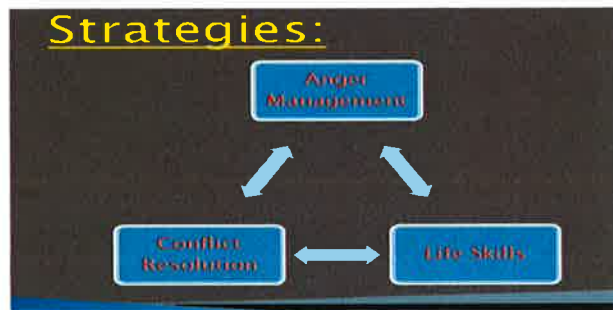 Strategies:
Anger
Management
Conflict
Resolution
Life Skills